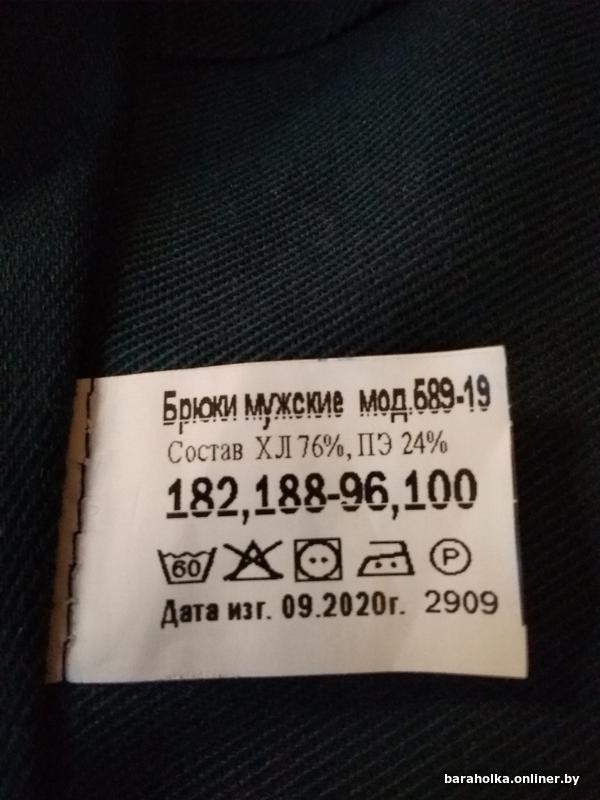 Брюки мужские мод.689-19
Состав ХЛ 76%, ПЭ 24%
182,188-96,100
60 P
Дата изг. 09.2020г. 2909
baraholka.onliner.by